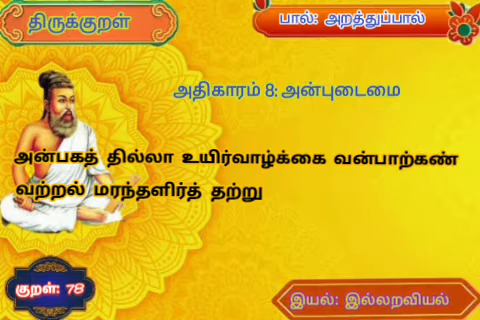 திருக்குறள்
பால்: அறத்துப்பால்
அதிகாரம் 8: அன்புடைமை
அன்பகத் தில்லா உயிர்வாழ்க்கை வன்பாற்கண்
வற்றல் மரந்தளிர்த் தற்று
குறள்: 78
இயல்: இல்லறவியல்